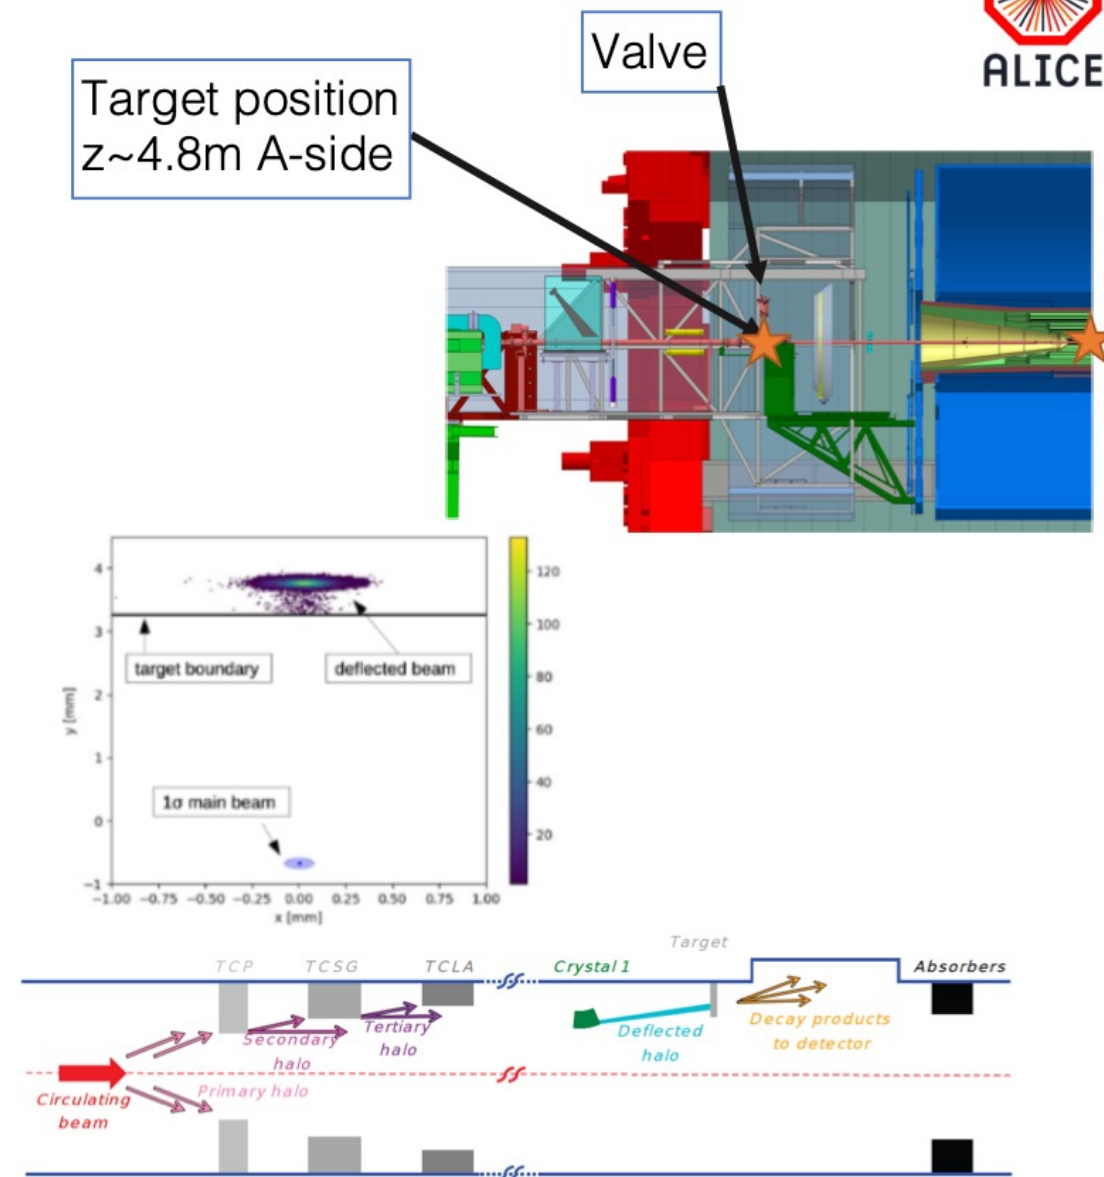 Valve
ALICE
Target position
z~4.8m A-side
4
3
2
1
0
−1
y [mm]
target boundary
deflected beam
1σ main beam
−1.00 −0.75 −0.50 −0.25 0.00 0.25 0.50 0.75 1.00
x [mm]
120
100
80
60
40
20
Target
TCP TCSG TCLA Crystal 1 Absorbers
Secondary
halo
Tertiary
halo
Deflected
halo
Decay products
to detector
Primary halo
Circulating
beam